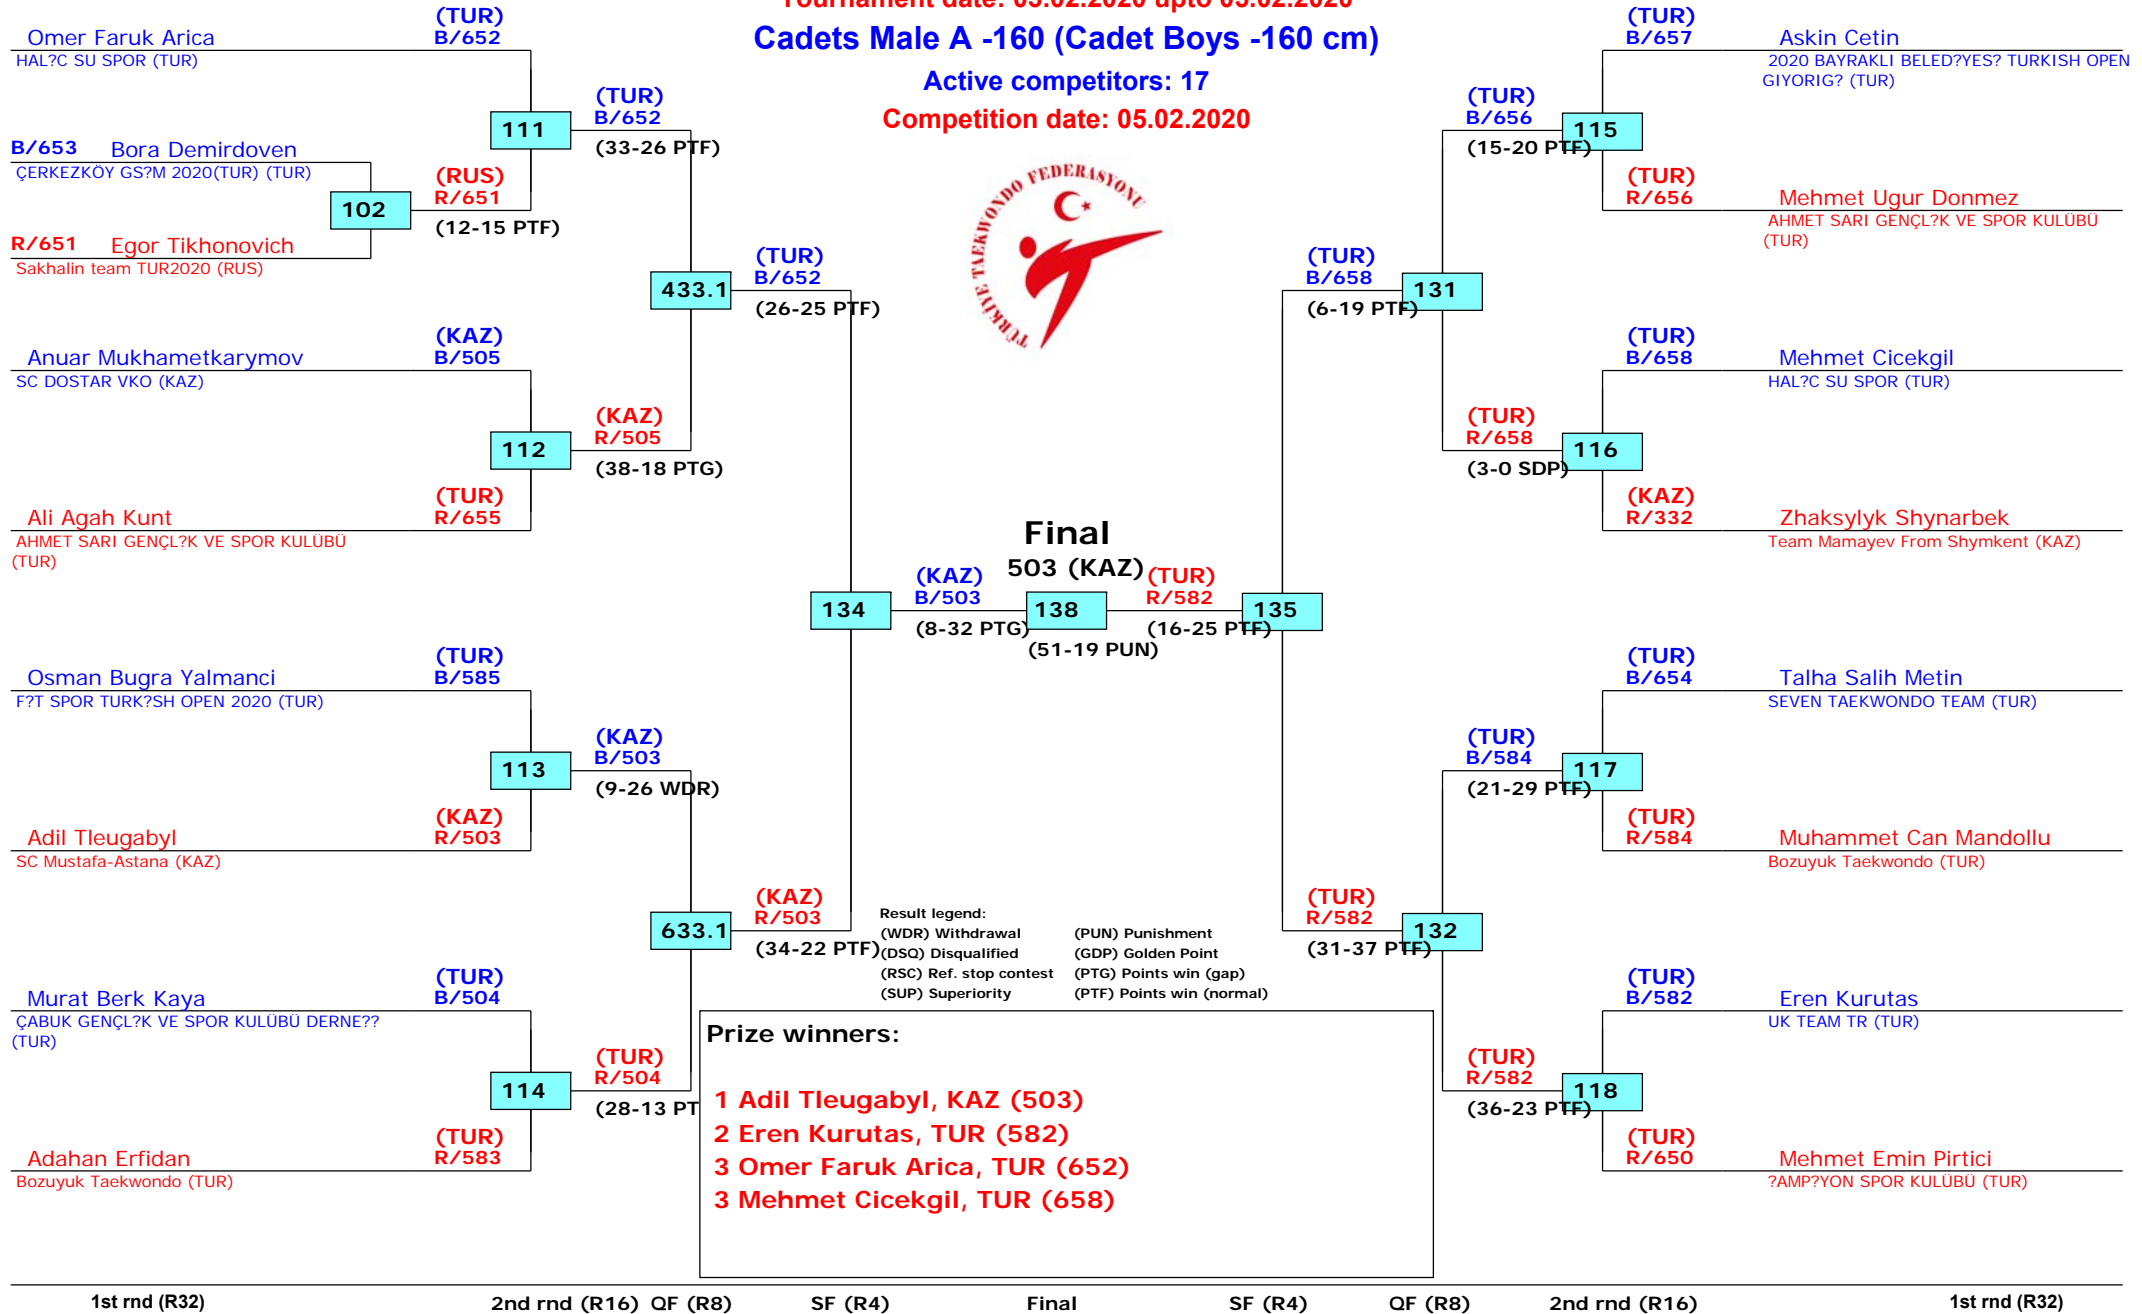 Tournament date: 03.02.2020 upto 05.02.2020
Cadets Male A -160 (Cadet Boys -160 cm)
Active competitors: 17
Competition date: 05.02.2020
TÜRKİYE TAEKWONDO FEDERASYONU
Omer Faruk Arica
HAL?C SU SPOR (TUR)
(TUR)
B/652
B/653 Bora Demirdoven
ÇERKEZKÖY GS?M 2020(TUR) (TUR)
R/651 Egor Tikhonovich
Sakhalin team TUR2020 (RUS)
102
(RUS)
R/651
(12-15 PTF)
111
(TUR)
B/652
(33-26 PTF)
Anuar Mukhametkarymov
SC DOSTAR VKO (KAZ)
(KAZ)
B/505
Ali Agah Kunt
AHMET SARI GENÇL?K VE SPOR KULÜBÜ
(TUR)
(TUR)
R/655
112
(KAZ)
R/505
(38-18 PTG)
433.1
(TUR)
B/652
(26-25 PTF)
Osman Bugra Yalmanci
F?T SPOR TURK?SH OPEN 2020 (TUR)
(TUR)
B/585
Adil Tleugabyl
SC Mustafa-Astana (KAZ)
(KAZ)
R/503
113
(KAZ)
B/503
(9-26 WDR)
Murat Berk Kaya
ÇABUK GENÇL?K VE SPOR KULÜBÜ DERNE??
(TUR)
(TUR)
B/504
Adahan Erfidan
Bozuyuk Taekwondo (TUR)
(TUR)
R/583
114
(TUR)
R/504
(28-13 PT
633.1
(KAZ)
R/503
(34-22 PTF)
134
(KAZ)
B/503
(8-32 PTG)
Final
503 (KAZ)
138
(51-19 PUN)
(TUR)
R/582
(16-25 PTF)
135
(TUR)
B/658
(6-19 PTF)
131
(TUR)
B/656
(15-20 PTF)
115
(TUR)
B/657
Askin Cetin
2020 BAYRAKLI BELED?YES? TURKISH OPEN
GIYORIG? (TUR)
(TUR)
R/656
Mehmet Ugur Donmez
AHMET SARI GENÇL?K VE SPOR KULÜBÜ
(TUR)
(TUR)
R/658
(3-0 SDP)
116
(TUR)
B/658
Mehmet Cicekgil
HAL?C SU SPOR (TUR)
(KAZ)
R/332
Zhaksylyk Shynarbek
Team Mamayev From Shymkent (KAZ)
(TUR)
R/582
(31-37 PTF)
132
(TUR)
B/584
(21-29 PTF)
117
(TUR)
B/654
Talha Salih Metin
SEVEN TAEKWONDO TEAM (TUR)
(TUR)
R/584
Muhammet Can Mandollu
Bozuyuk Taekwondo (TUR)
(TUR)
R/582
(36-23 PTF)
118
(TUR)
B/582
Eren Kurutas
UK TEAM TR (TUR)
(TUR)
R/650
Mehmet Emin Pirtici
?AMP?YON SPOR KULÜBÜ (TUR)
Result legend:
(WDR) Withdrawal (PUN) Punishment
(DSQ) Disqualified (GDP) Golden Point
(RSC) Ref. stop contest (PTG) Points win (gap)
(SUP) Superiority (PTF) Points win (normal)
Prize winners:
1 Adil Tleugabyl, KAZ (503)
2 Eren Kurutas, TUR (582)
3 Omer Faruk Arica, TUR (652)
3 Mehmet Cicekgil, TUR (658)
1st rnd (R32) 2nd rnd (R16) QF (R8) SF (R4) Final SF (R4) QF (R8) 2nd rnd (R16) 1st rnd (R32)